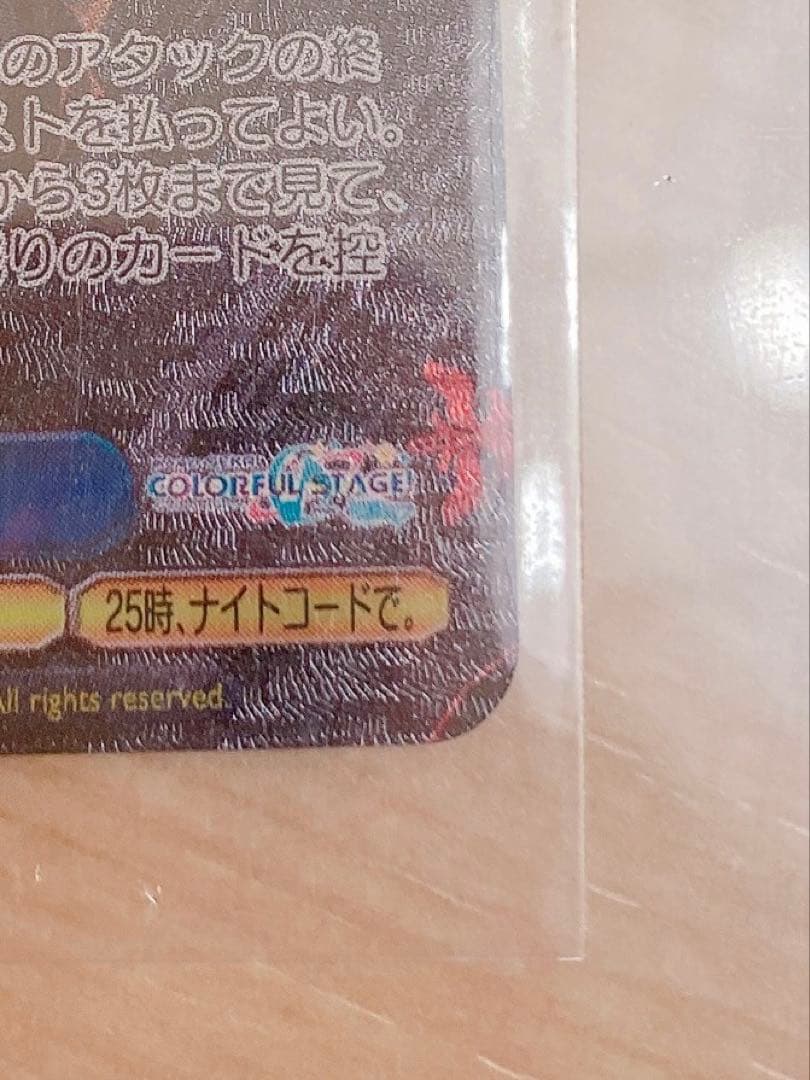 のアタックの終
ストを払ってよい。
から3枚まで見て、
りのカードを控
COLORFUL STAGE!
25時、ナイトコードで。
All rights reserved.